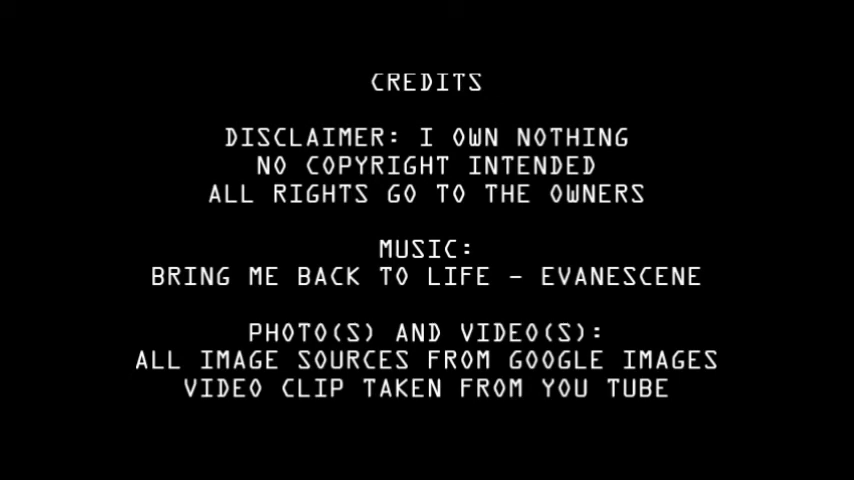 CREDITS
DISCLAIMER: I OWN NOTHING
NO COPYRIGHT INTENDED
ALL RIGHTS GO TO THE OWNERS
MUSIC:
BRING ME BACK TO LIFE - EVANESCENE
PHOTO(S) AND VIDEO(S):
ALL IMAGE SOURCES FROM GOOGLE IMAGES
VIDEO CLIP TAKEN FROM YOU TUBE